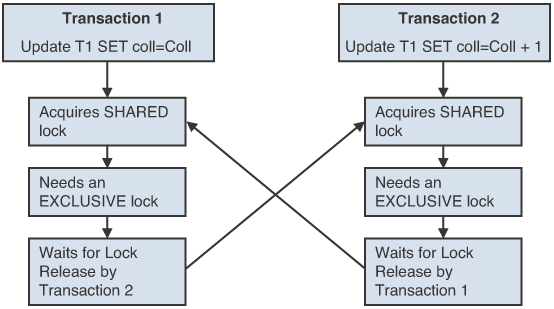 Transaction 1
Update T1 SET coll=Coll
Acquires SHARED
lock
Needs an
EXCLUSIVE lock
Waits for Lock
Release by
Transaction 2
Transaction 2
Update T1 SET coll=Coll + 1
Acquires SHARED
lock
Needs an
EXCLUSIVE lock
Waits for Lock
Release by
Transaction 1